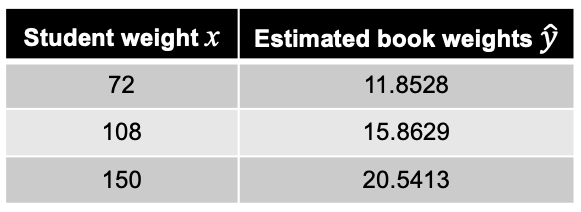 Student weight x Estimated book weights ŷ
72 11.8528
108 15.8629
150 20.5413